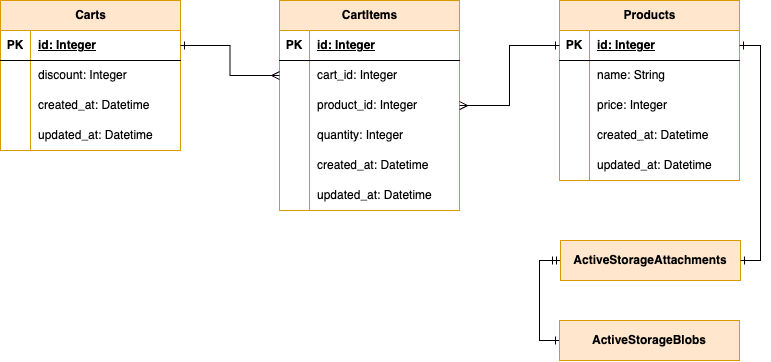 Carts
PK id: Integer
discount: Integer
created_at: Datetime
updated_at: Datetime
CartItems
PK id: Integer
cart_id: Integer
product_id: Integer
quantity: Integer
created_at: Datetime
updated_at: Datetime
Products
PK id: Integer
name: String
price: Integer
created_at: Datetime
updated_at: Datetime
ActiveStorageAttachments
ActiveStorageBlobs